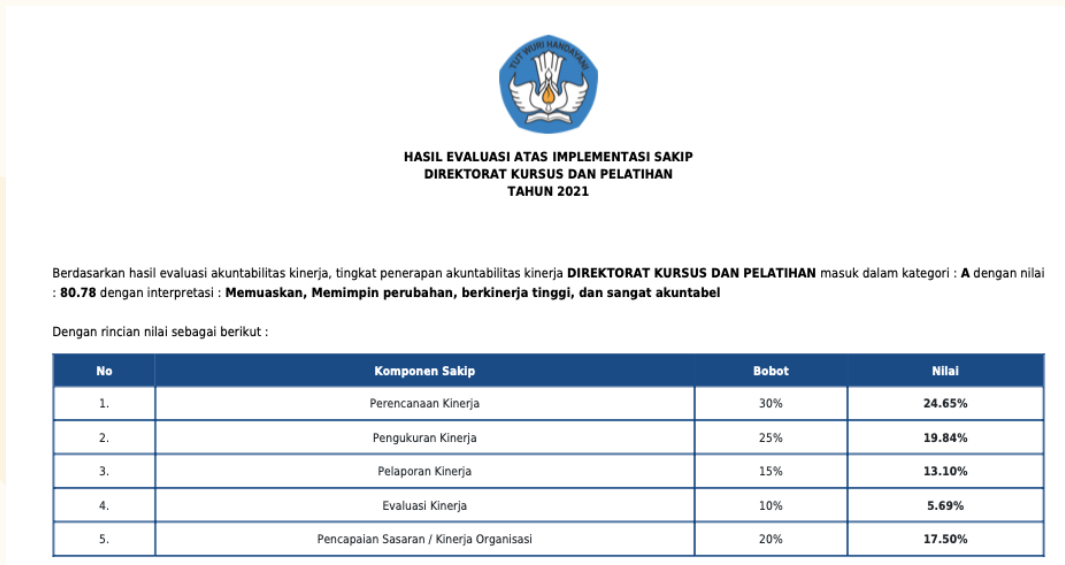 TUT WURI HANDAYANI
HASIL EVALUASI ATAS IMPLEMENTASI SAKIP
DIREKTORAT KURSUS DAN PELATIHAN
TAHUN 2021
Berdasarkan hasil evaluasi akuntabilitas kinerja, tingkat penerapan akuntabilitas kinerja DIREKTORAT KURSUS DAN PELATIHAN masuk dalam kategori : A dengan nilai
: 80.78 dengan interpretasi : Memuaskan, Memimpin perubahan, berkinerja tinggi, dan sangat akuntabel
Dengan rincian nilai sebagai berikut :
No Komponen Sakip Bobot Nilai
1. Perencanaan Kinerja 30% 24.65%
2. Pengukuran Kinerja 25% 19.84%
3. Pelaporan Kinerja 15% 13.10%
4. Evaluasi Kinerja 10% 5.69%
5. Pencapaian Sasaran / Kinerja Organisasi 20% 17.50%